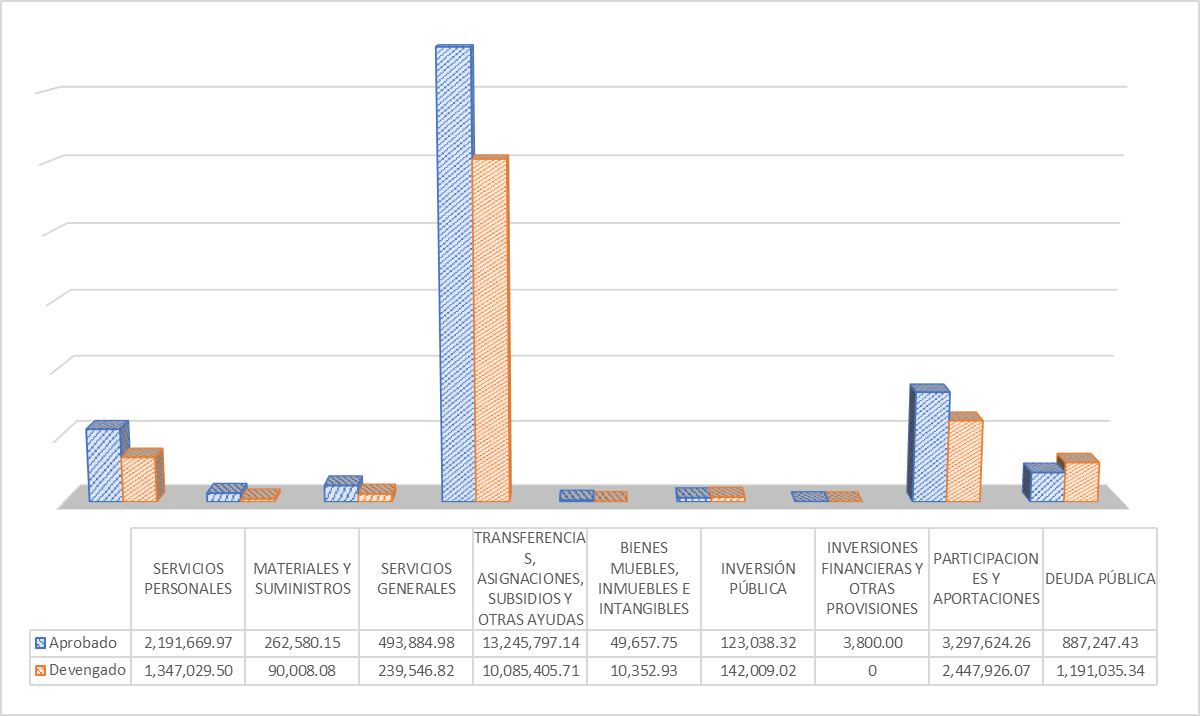 SERVICIOS
PERSONALES
MATERIALES Y
SUMINISTROS
SERVICIOS
GENERALES
TRANSFERENCIA
S,
ASIGNACIONES,
SUBSIDIOS Y
OTRAS AYUDAS
BIENES
MUEBLES,
INMUEBLES E
INTANGIBLES
INVERSIÓN
PÚBLICA
INVERSIONES
FINANCIERAS Y
OTRAS
PROVISIONES
PARTICIPACION
ES Y
APORTACIONES
DEUDA PÚBLICA
Aprobado 2,191,669.97 262,580.15 493,884.98 13,245,797.14 49,657.75 123,038.32 3,800.00 3,297,624.26 887,247.43
Devengado 1,347,029.50 90,008.08 239,546.82 10,085,405.71 10,352.93 142,009.02 0 2,447,926.07 1,191,035.34